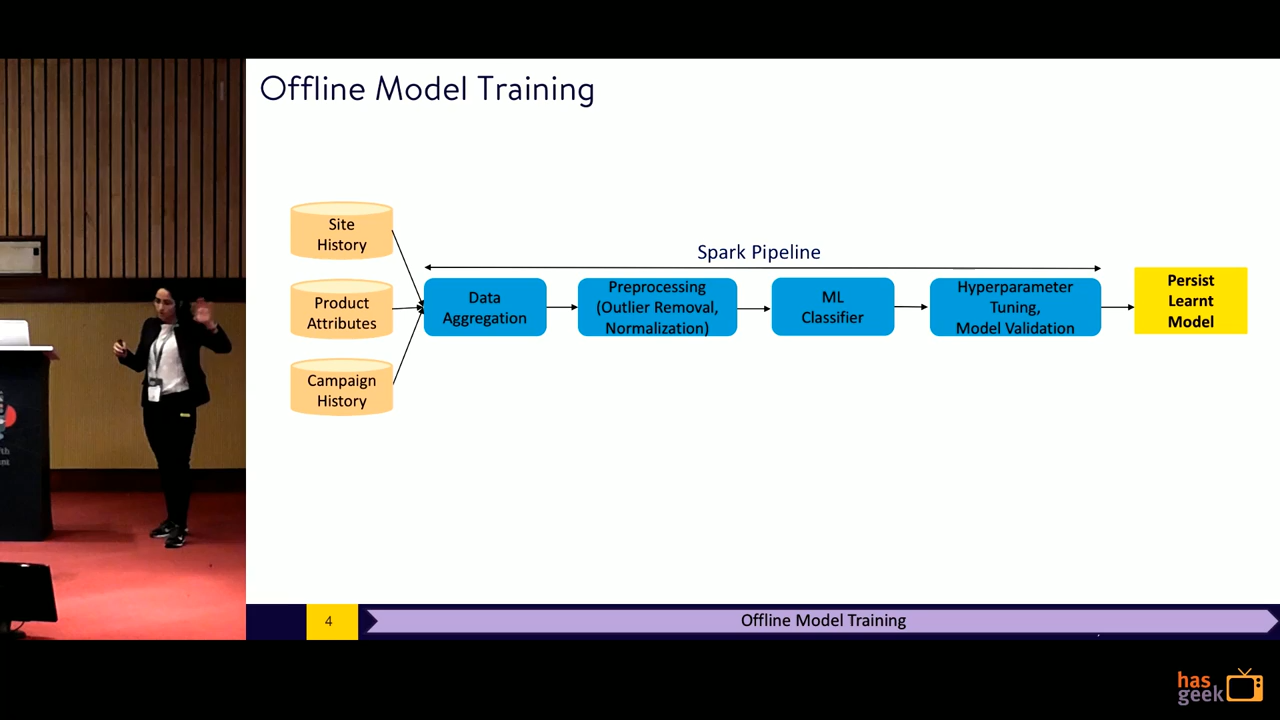 Offline Model Training
Site
History
Product
Attributes
Campaign
History
Spark Pipeline
Data
Aggregation
Preprocessing
(Outlier Removal,
Normalization)
ML
Classifier
Hyperparameter
Tuning,
Model Validation
Persist
Learnt
Model
4
Offline Model Training
has
geek